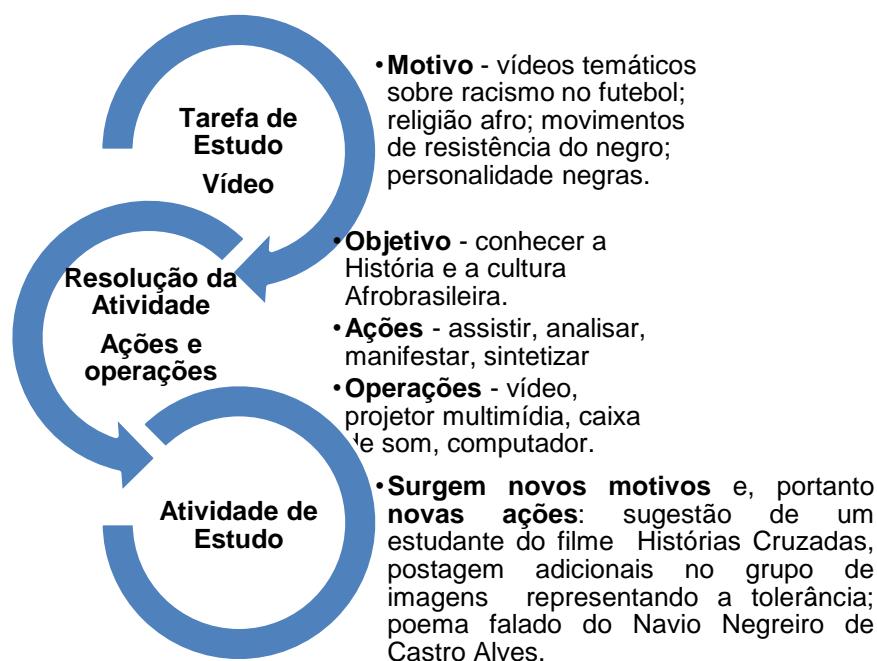 Tarefa de
Estudo
Vídeo
•Motivo - vídeos temáticos
sobre racismo no futebol;
religião afro; movimentos
de resistência do negro;
personalidade negras.
Resolução da
Atividade
Ações e
operações
•Objetivo - conhecer a
História e a cultura
Afrobrasileira.
•Ações - assistir, analisar,
manifestar, sintetizar
•Operações - vídeo,
projetor multimídia, caixa
de som, computador.
Atividade de
Estudo
•Surgem novos motivos e, portanto
novas ações: sugestão de um
estudante do filme Histórias Cruzadas,
postagem adicionais no grupo de
imagens representando a tolerância;
poema falado do Navio Negreiro de
Castro Alves.